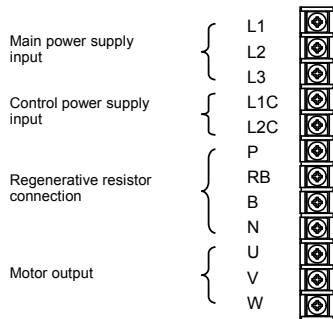 Main power supply
input
L1
L2
L3
Control power supply
input
L1C
L2C
Regenerative resistor
connection
P
RB
B
N
Motor output
U
V
W